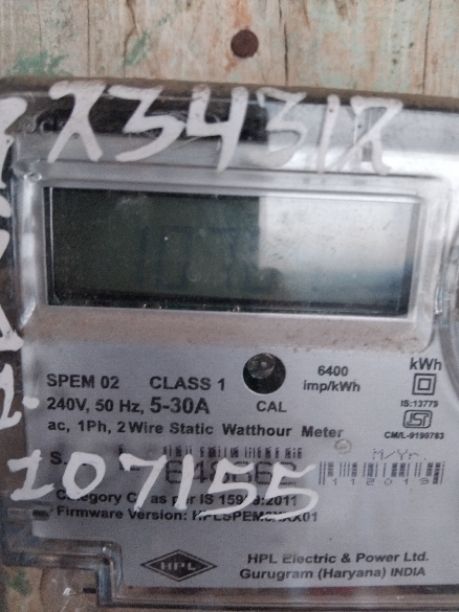 X34312
SPEM 02 CLASS 1 6400 imp/kWh kWh
240V, 50 Hz, 5-30A CAL IS:13779
ac, 1Ph, 2 Wire Static Watthour Meter CM/L-9190783
M/Yr.
107155 112019
Category as per IS 2011
Firmware Version:
HPL HPL Electric & Power Ltd.
Gurugram (Haryana) INDIA